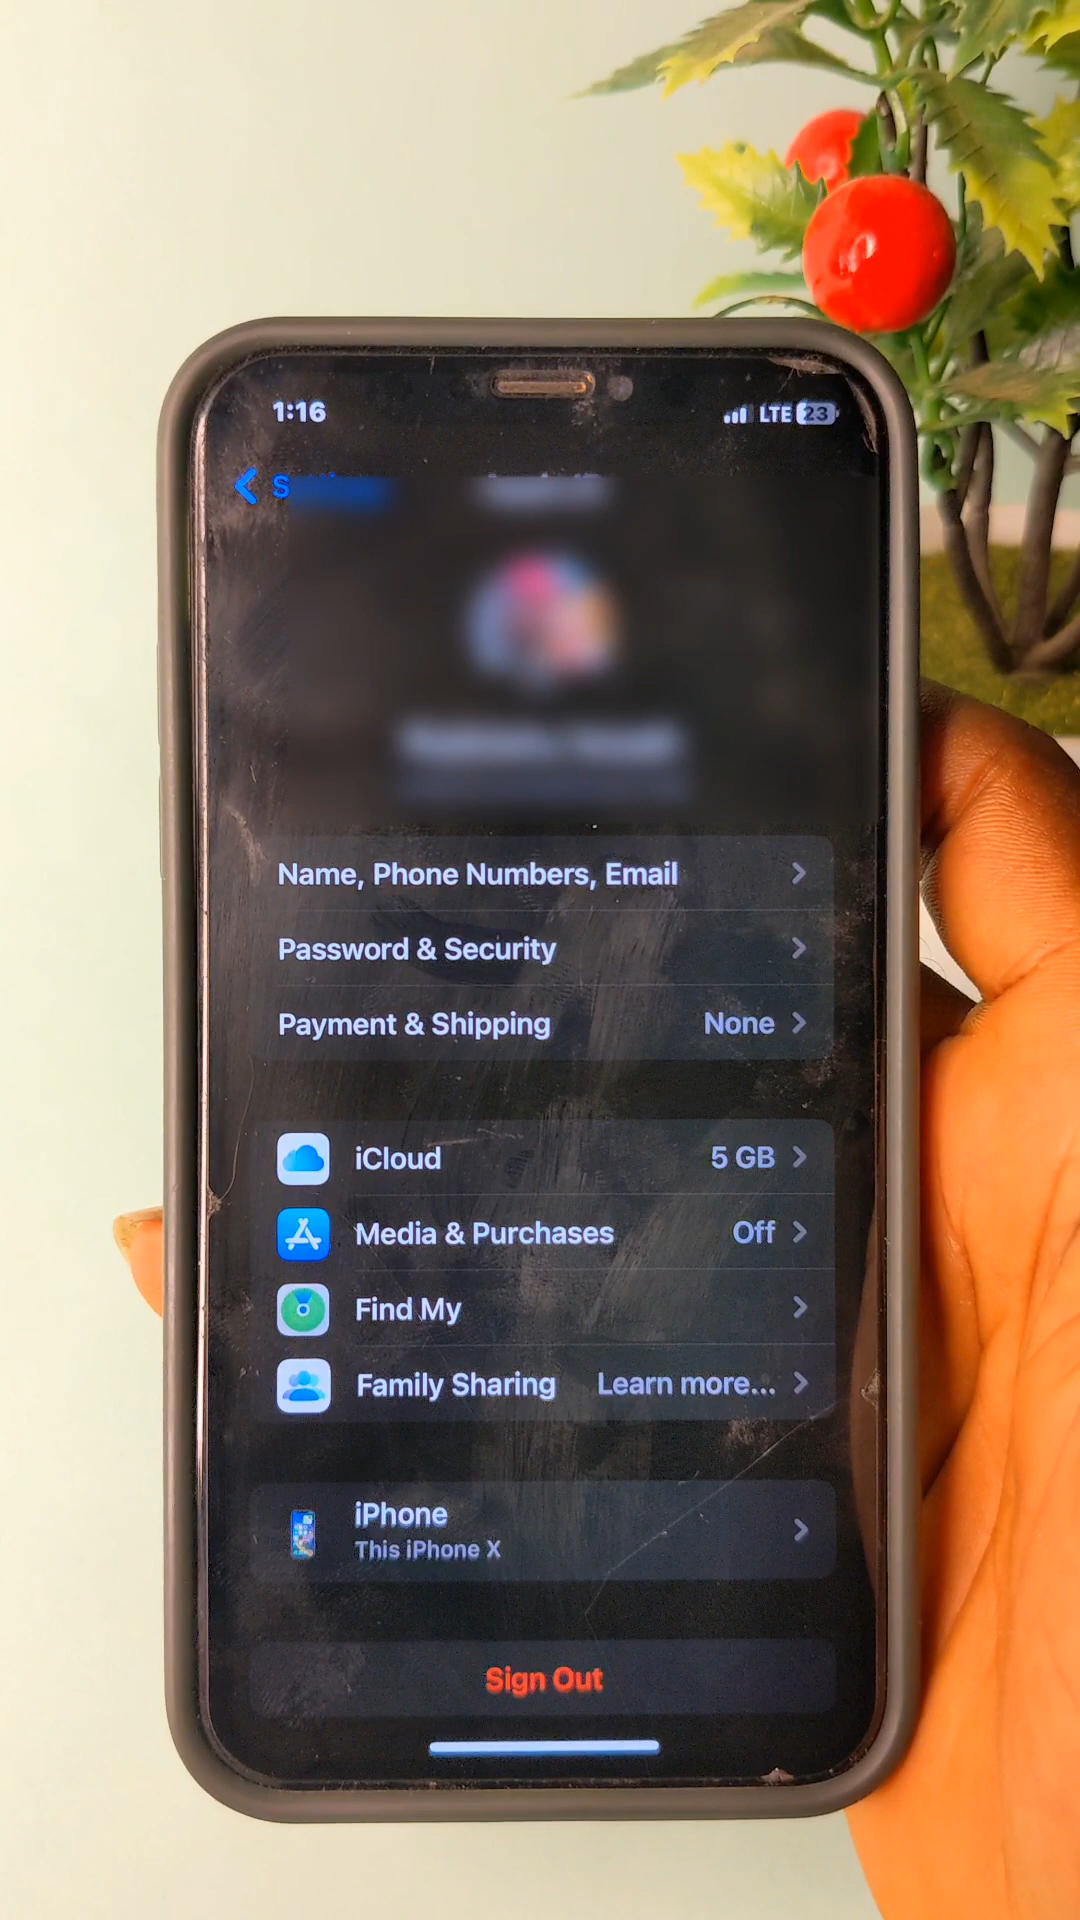 1:16
LTE 23
Name, Phone Numbers, Email
Password & Security
Payment & Shipping None
iCloud 5 GB
Media & Purchases Off
Find My
Family Sharing Learn more...
iPhone
This iPhone X
Sign Out